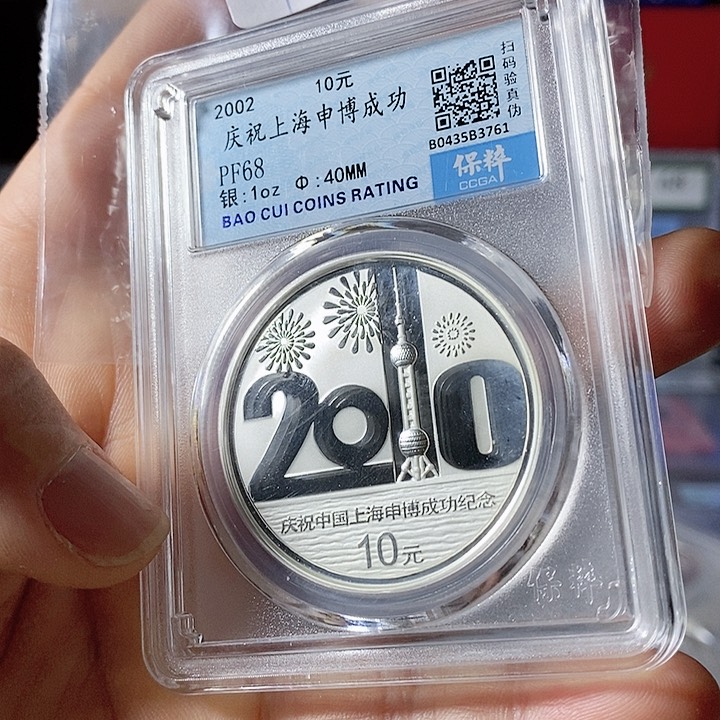 2002 10元
庆祝上海申博成功
PF68
银:1oz Φ:40MM
BAO CUI COINS RATING
扫码验真伪
B0435B3761
保粹
CCGA
2010
庆祝中国上海申博成功纪念
10元
保粹